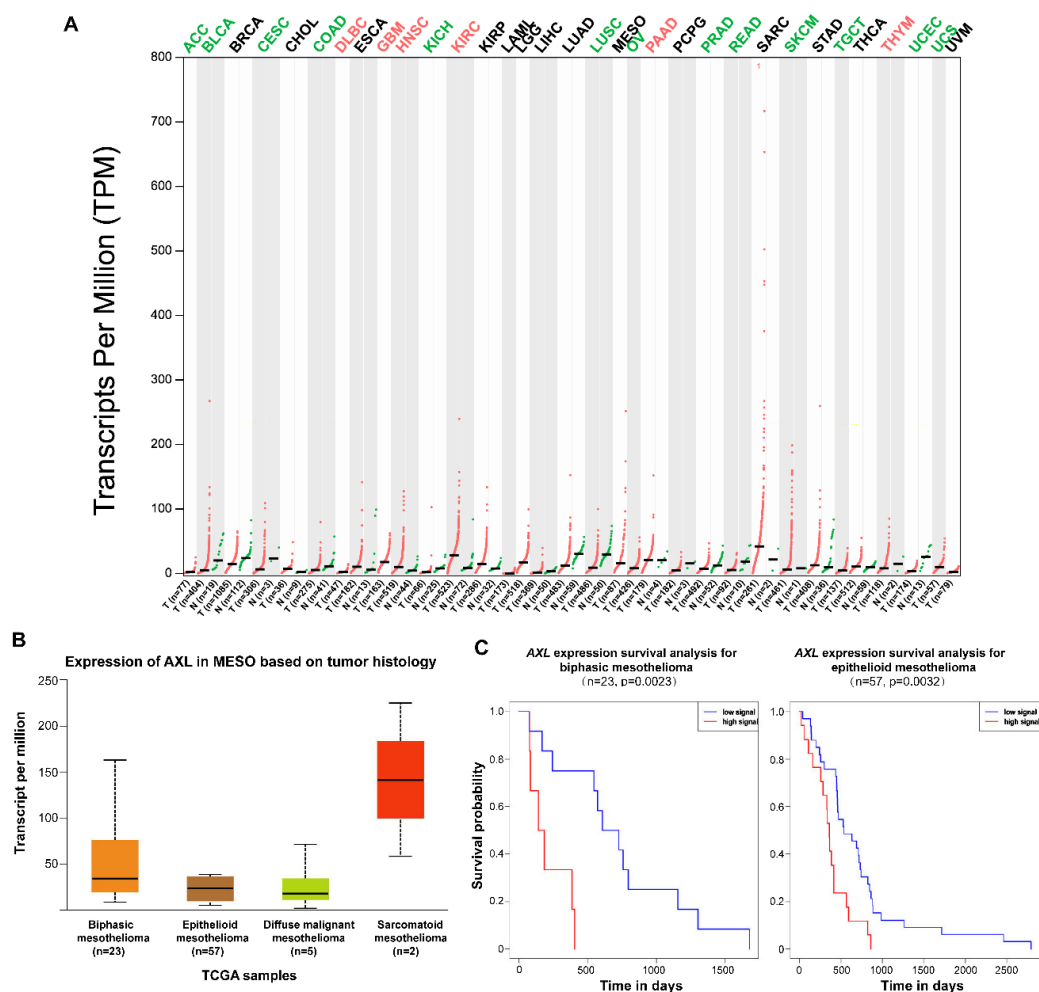 A
ACC BLCA BRCA CESC CHOL COAD DLBC ESCA GBM HNSC KICH KIRC KIRP LAML LGG LIHC LUAD LUSC MESO OV PAAD PCPG PRAD READ SARC SKCM STAD TGCT THCA THYM UCEC UCS UVM
Transcripts Per Million (TPM)
800
700
600
500
400
300
200
100
0
T (n=77)
T (n=404)
N (n=19)
T (n=1085)
N (n=112)
T (n=306)
N (n=3)
T (n=36)
N (n=9)
T (n=275)
N (n=41)
T (n=47)
T (n=182)
N (n=13)
T (n=163)
T (n=519)
N (n=44)
T (n=66)
N (n=25)
T (n=523)
N (n=72)
T (n=286)
N (n=32)
T (n=173)
T (n=518)
T (n=369)
N (n=50)
T (n=483)
N (n=59)
T (n=486)
N (n=50)
T (n=87)
T (n=426)
T (n=179)
N (n=4)
T (n=182)
N (n=3)
T (n=492)
N (n=52)
T (n=92)
N (n=10)
T (n=261)
N (n=2)
T (n=461)
N (n=1)
T (n=408)
N (n=36)
T (n=137)
T (n=512)
N (n=59)
T (n=118)
N (n=2)
T (n=174)
N (n=13)
T (n=57)
T (n=79)
B
Expression of AXL in MESO based on tumor histology
Transcript per million
250
200
150
100
50
Biphasic mesothelioma (n=23)
Epithelioid mesothelioma (n=57)
Diffuse malignant mesothelioma (n=5)
Sarcomatoid mesothelioma (n=2)
TCGA samples
C
AXL expression survival analysis for
biphasic mesothelioma
(n=23, p=0.0023)
low signal
high signal
Survival probability
1.0
0.8
0.6
0.4
0.2
0.0
0 500 1000 1500
Time in days
AXL expression survival analysis for
epithelioid mesothelioma
(n=57, p=0.0032)
low signal
high signal
1.0
0.8
0.6
0.4
0.2
0.0
0 500 1000 1500 2000 2500
Time in days